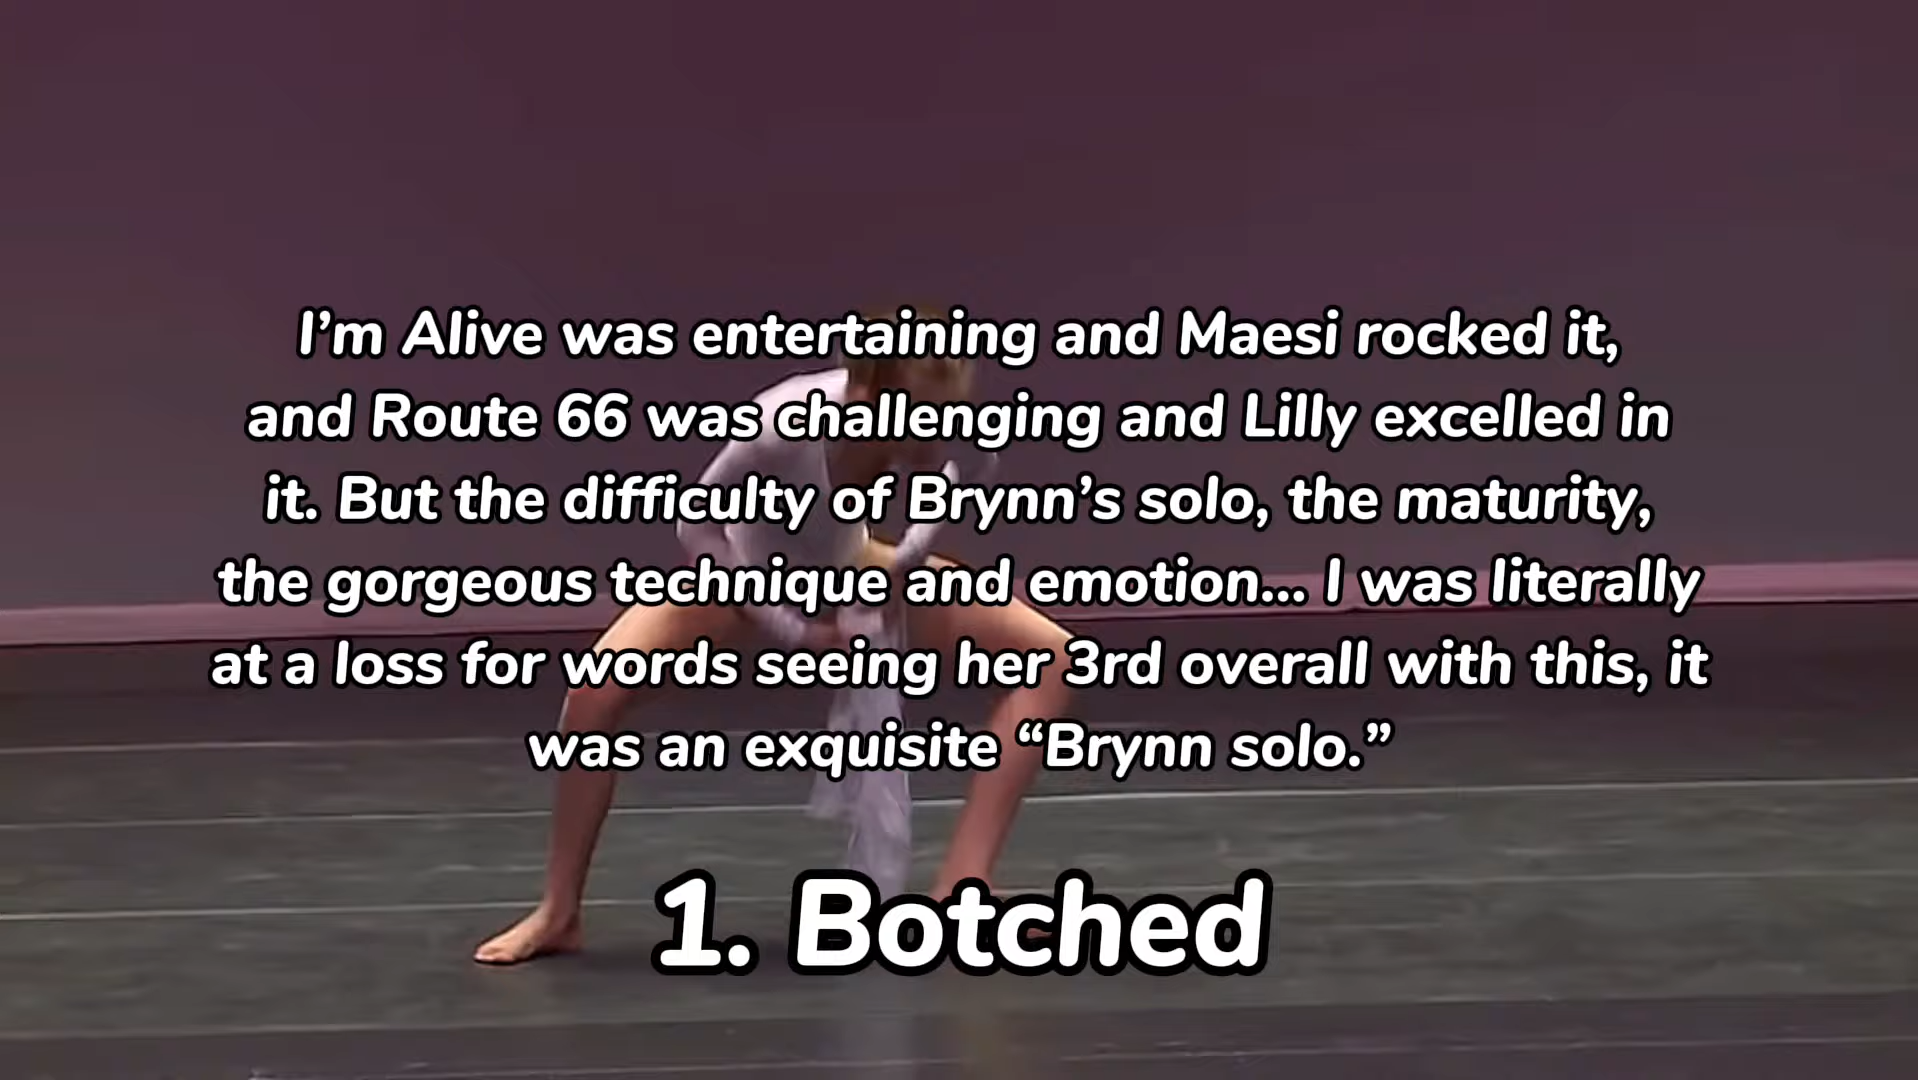 I’m Alive was entertaining and Maesi rocked it,
and Route 66 was challenging and Lilly excelled in
it. But the difficulty of Brynn’s solo, the maturity,
the gorgeous technique and emotion... I was literally
at a loss for words seeing her 3rd overall with this, it
was an exquisite “Brynn solo.”
1. Botched